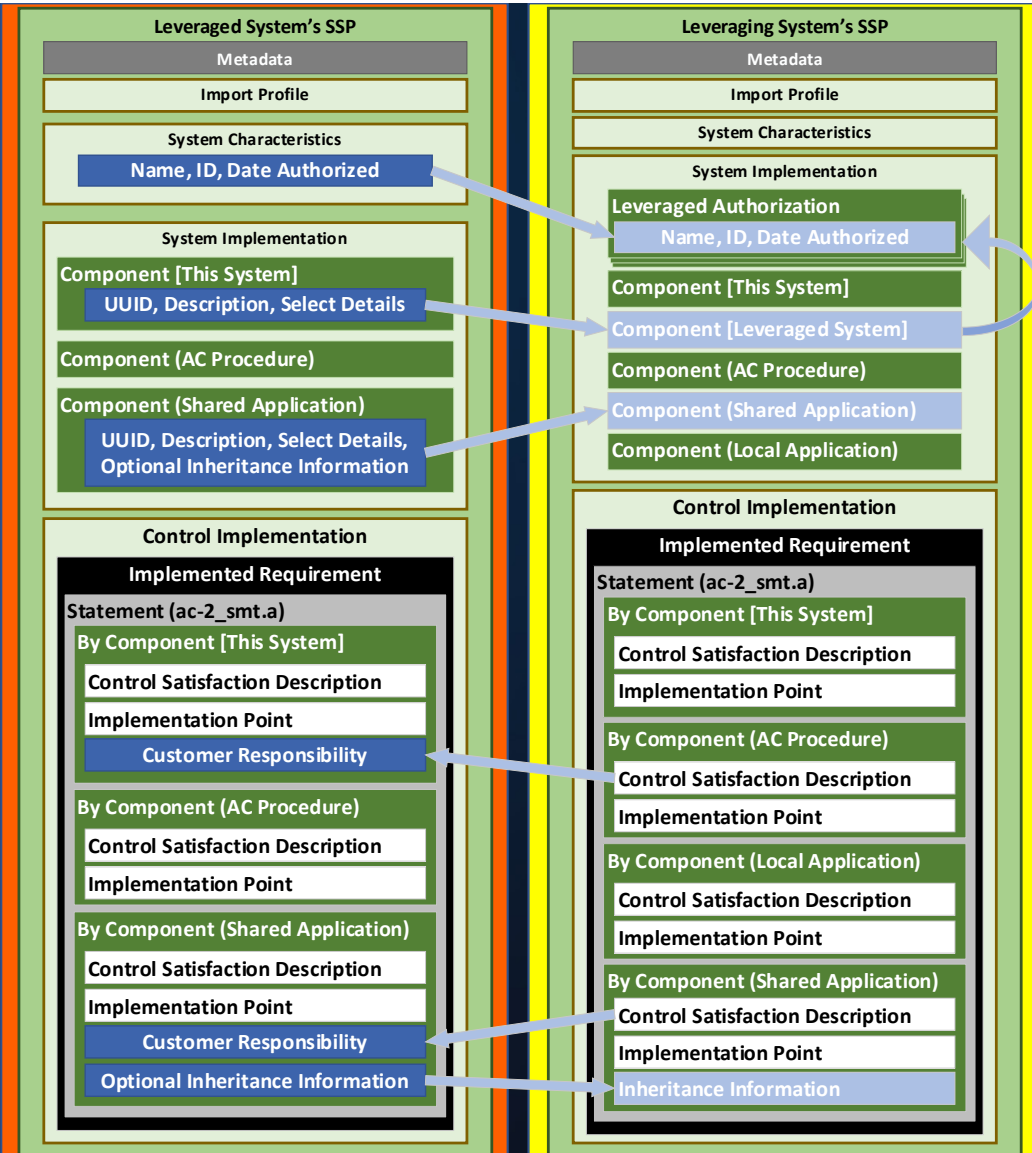 Leveraged System's SSP
Metadata
Import Profile
System Characteristics
Name, ID, Date Authorized
System Implementation
Component [This System]
UUID, Description, Select Details
Component (AC Procedure)
Component (Shared Application)
UUID, Description, Select Details,
Optional Inheritance Information
Control Implementation
Implemented Requirement
Statement (ac-2_smt.a)
By Component [This System]
Control Satisfaction Description
Implementation Point
Customer Responsibility
By Component (AC Procedure)
Control Satisfaction Description
Implementation Point
By Component (Shared Application)
Control Satisfaction Description
Implementation Point
Customer Responsibility
Optional Inheritance Information
Leveraging System's SSP
Metadata
Import Profile
System Characteristics
System Implementation
Leveraged Authorization
Name, ID, Date Authorized
Component [This System]
Component [Leveraged System]
Component (AC Procedure)
Component (Shared Application)
Component (Local Application)
Control Implementation
Implemented Requirement
Statement (ac-2_smt.a)
By Component [This System]
Control Satisfaction Description
Implementation Point
By Component (AC Procedure)
Control Satisfaction Description
Implementation Point
By Component (Local Application)
Control Satisfaction Description
Implementation Point
By Component (Shared Application)
Control Satisfaction Description
Implementation Point
Inheritance Information